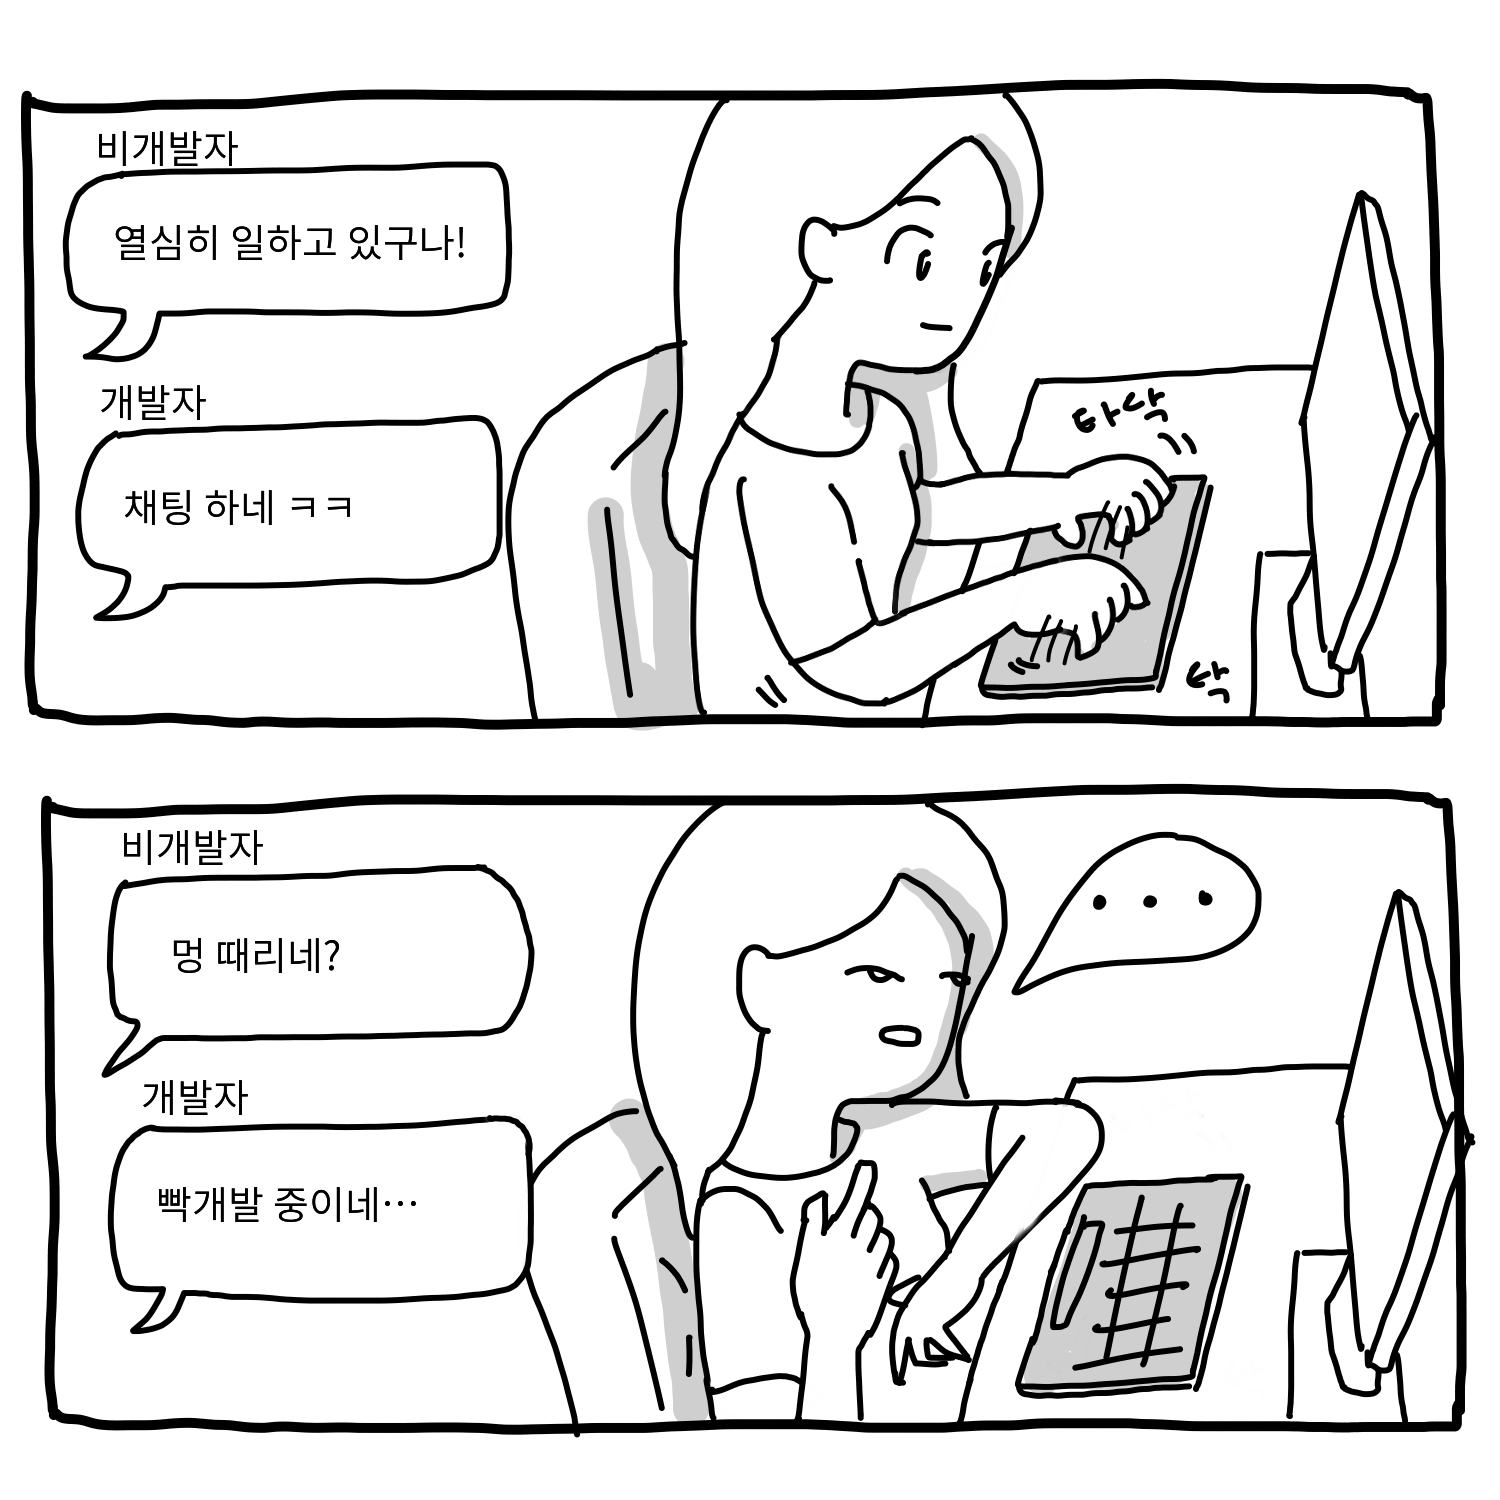 비개발자
열심히 일하고 있구나!
개발자
채팅 하네 ㅋㅋ
타닥
탁
비개발자
멍 때리네?
개발자
빡개발 중이네…
...